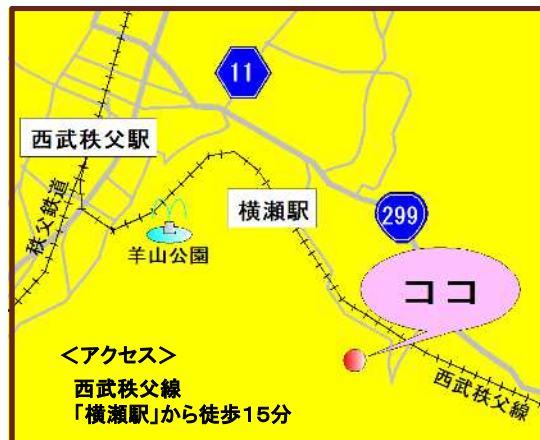 11
西武秩父駅
秩父鉄道
横瀬駅
299
羊山公園
ココ
西武秩父線
＜アクセス＞
西武秩父線
「横瀬駅」から徒歩15分